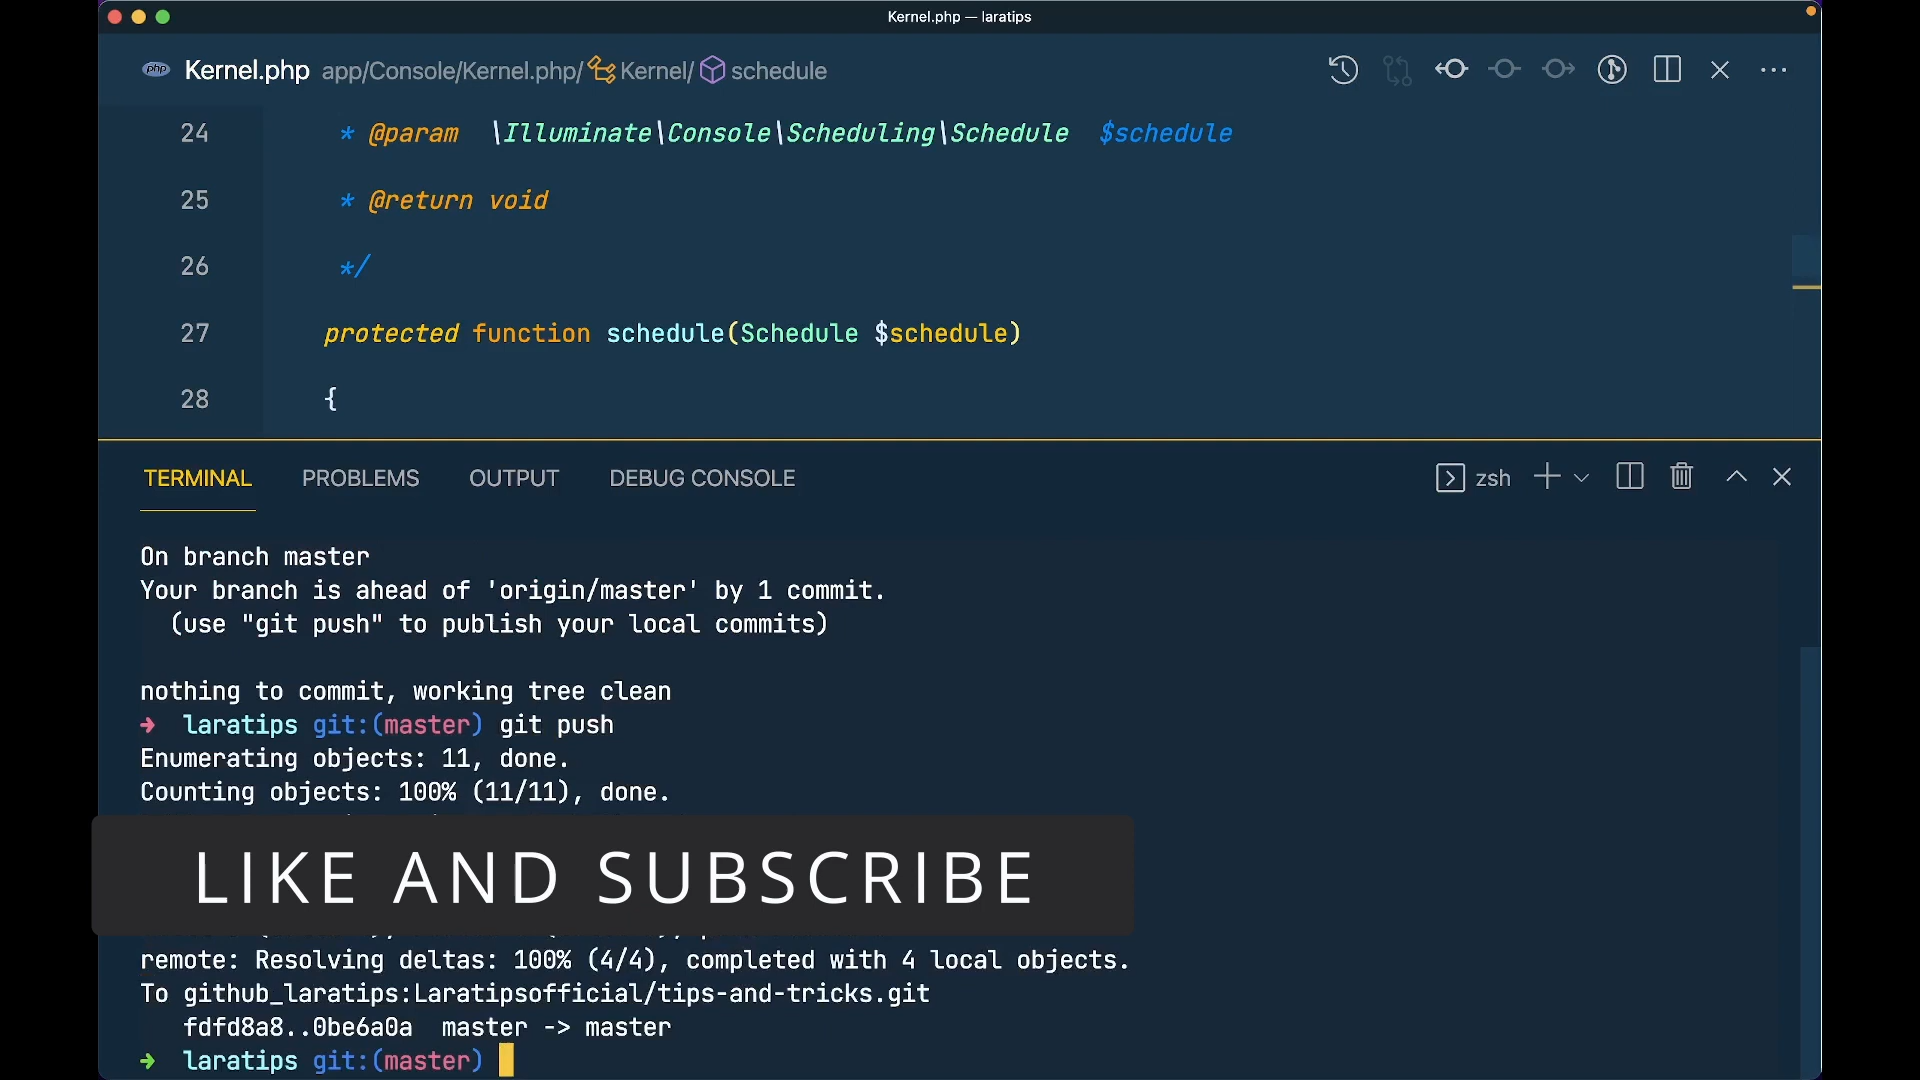 Kernel.php — laratips
php Kernel.php app/Console/Kernel.php/ Kernel/ schedule
24 * @param \Illuminate\Console\Scheduling\Schedule $schedule
25 * @return void
26 */
27 protected function schedule(Schedule $schedule)
28 {
TERMINAL PROBLEMS OUTPUT DEBUG CONSOLE zsh
On branch master
Your branch is ahead of 'origin/master' by 1 commit.
(use "git push" to publish your local commits)
nothing to commit, working tree clean
➜ laratips git:(master) git push
Enumerating objects: 11, done.
Counting objects: 100% (11/11), done.
LIKE AND SUBSCRIBE
remote: Resolving deltas: 100% (4/4), completed with 4 local objects.
To github_laratips:Laratipsofficial/tips-and-tricks.git
fdfd8a8..0be6a0a master -> master
➜ laratips git:(master)